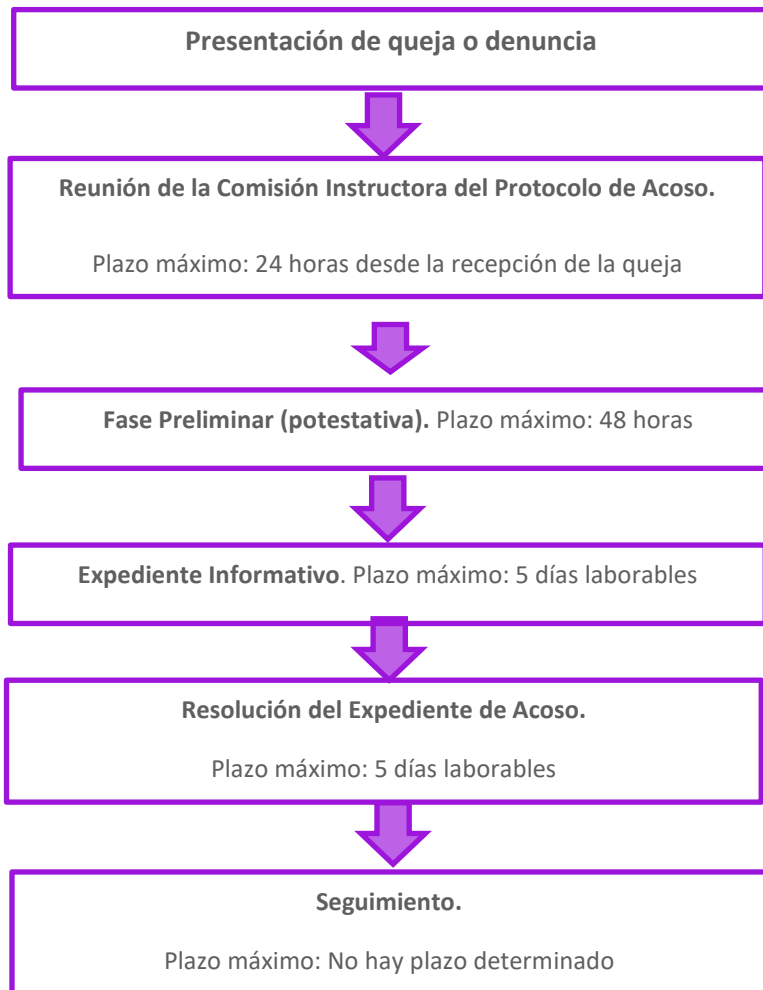 Presentación de queja o denuncia
Reunión de la Comisión Instructora del Protocolo de Acoso.
Plazo máximo: 24 horas desde la recepción de la queja
Fase Preliminar (potestativa). Plazo máximo: 48 horas
Expediente Informativo. Plazo máximo: 5 días laborables
Resolución del Expediente de Acoso.
Plazo máximo: 5 días laborables
Seguimiento.
Plazo máximo: No hay plazo determinado